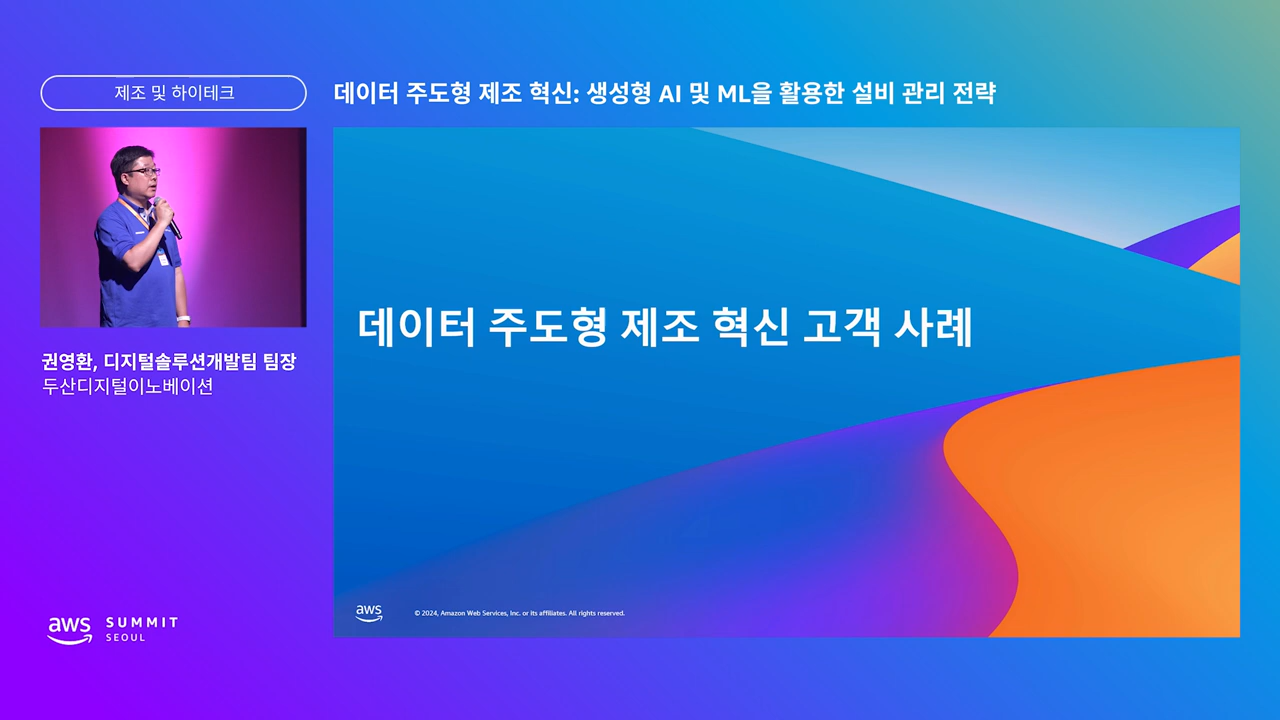 제조 및 하이테크
데이터 주도형 제조 혁신: 생성형 AI 및 ML을 활용한 설비 관리 전략
권영환, 디지털솔루션개발팀 팀장
두산디지털이노베이션
데이터 주도형 제조 혁신 고객 사례
aws
© 2024, Amazon Web Services, Inc. or its affiliates. All rights reserved.
aws
SUMMIT
SEOUL